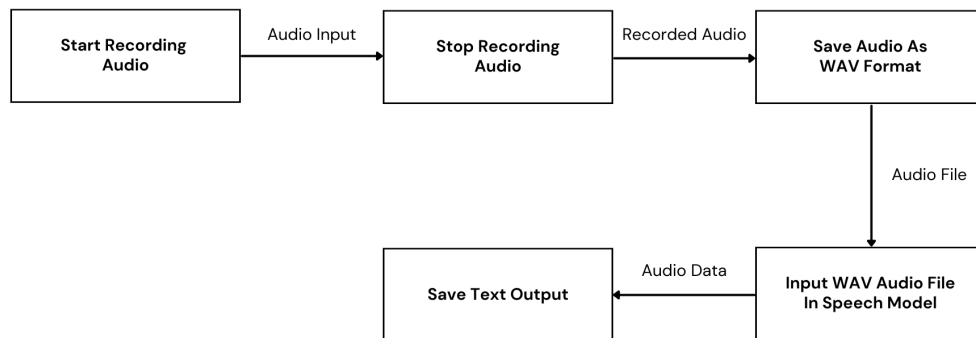 Start Recording
Audio
Audio Input
Stop Recording
Audio
Recorded Audio
Save Audio As
WAV Format
Audio File
Input WAV Audio File
In Speech Model
Audio Data
Save Text Output